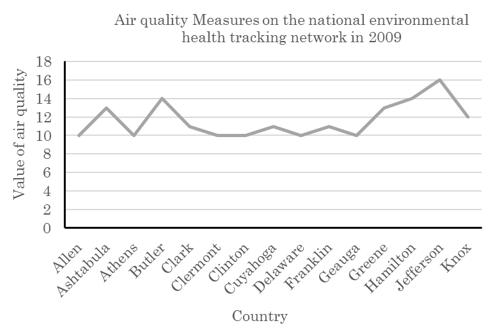 Air quality Measures on the national environmental
health tracking network in 2009
Value of air quality
18
16
14
12
10
8
6
4
2
0
Allen
Ashtabula
Athens
Butler
Clark
Clermont
Clinton
Cuyahoga
Delaware
Franklin
Geauga
Greene
Hamilton
Jefferson
Knox
Country